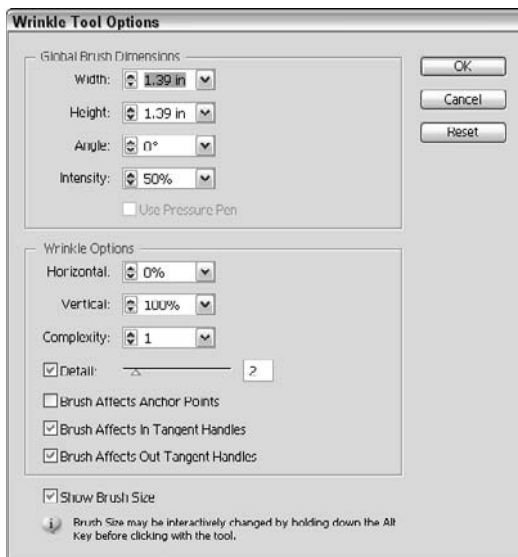 Wrinkle Tool Options
Global Brush Dimensions
Width: 1.39 in
Height: 1.39 in
Angle: 0°
Intensity: 50%
Use Pressure Pen
OK
Cancel
Reset
Wrinkle Options
Horizontal: 0%
Vertical: 100%
Complexity: 1
Detail: 2
Brush Affects Anchor Points
Brush Affects In Tangent Handles
Brush Affects Out Tangent Handles
Show Brush Size
Brush Size may be interactively changed by holding down the Alt
Key before clicking with the tool.